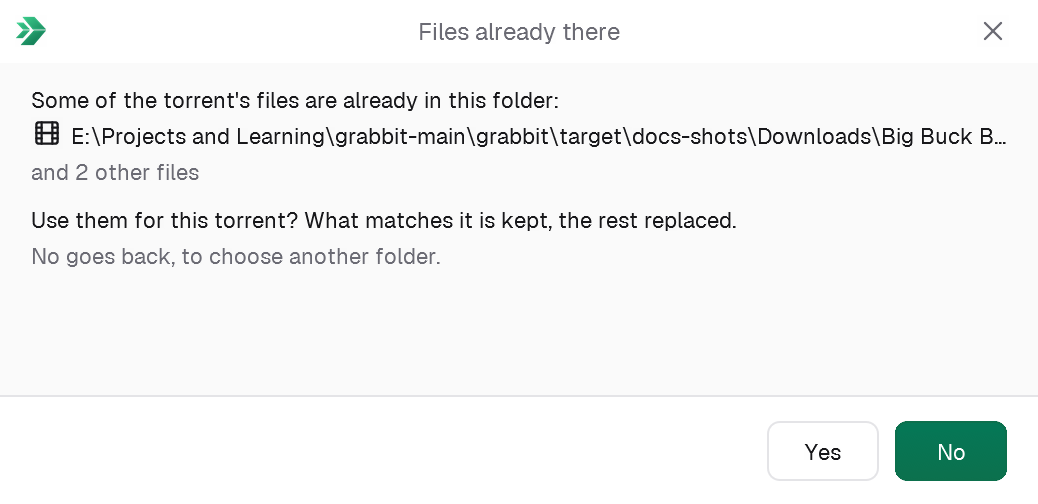 Files already there
Some of the torrent's files are already in this folder:
E:\Projects and Learning\grabbit-main\grabbit\target\docs-shots\Downloads\Big Buck B...
and 2 other files
Use them for this torrent? What matches it is kept, the rest replaced.
No goes back, to choose another folder.
Yes
No